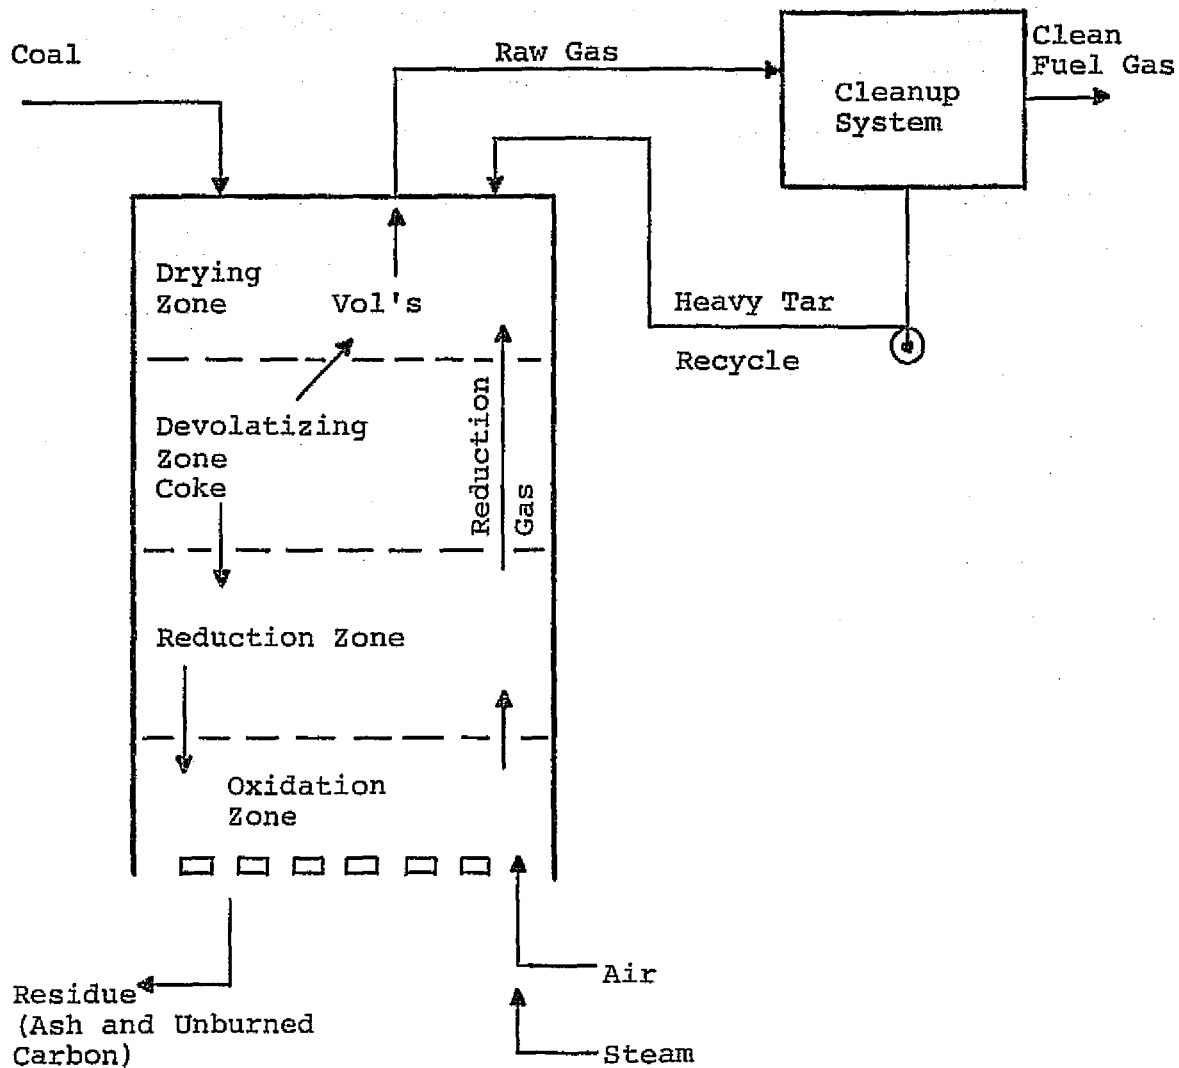 Coal
Raw Gas
Clean
Fuel Gas
Cleanup
System
Drying
Zone
Vol's
Heavy Tar
Recycle
Devolatizing
Zone
Coke
Reduction
Gas
Reduction Zone
Oxidation
Zone
Air
Residue
(Ash and Unburned
Carbon)
Steam